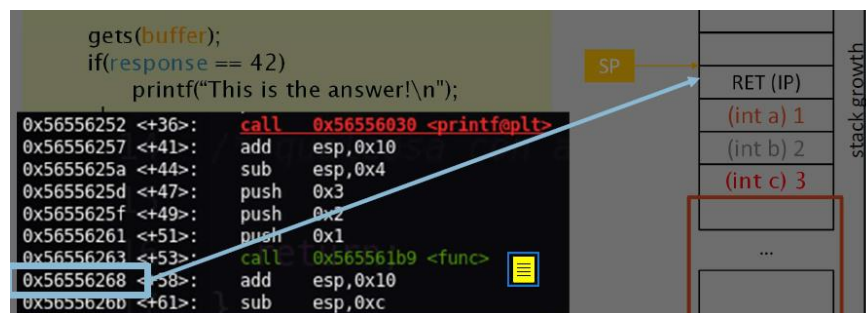 gets(buffer);
if(response == 42)
printf("This is the answer!\n");
0x56556252 <+36>: call 0x56556030 <printf@plt>
0x56556257 <+41>: add esp,0x10
0x5655625a <+44>: sub esp,0x4
0x5655625d <+47>: push 0x3
0x5655625f <+49>: push 0x2
0x56556261 <+51>: push 0x1
0x56556263 <+53>: call 0x565561b9 <func>
0x56556268 <+58>: add esp,0x10
0x5655626b <+61>: sub esp,0xc
SP
RET (IP)
(int a) 1
(int b) 2
(int c) 3
...
stack growth